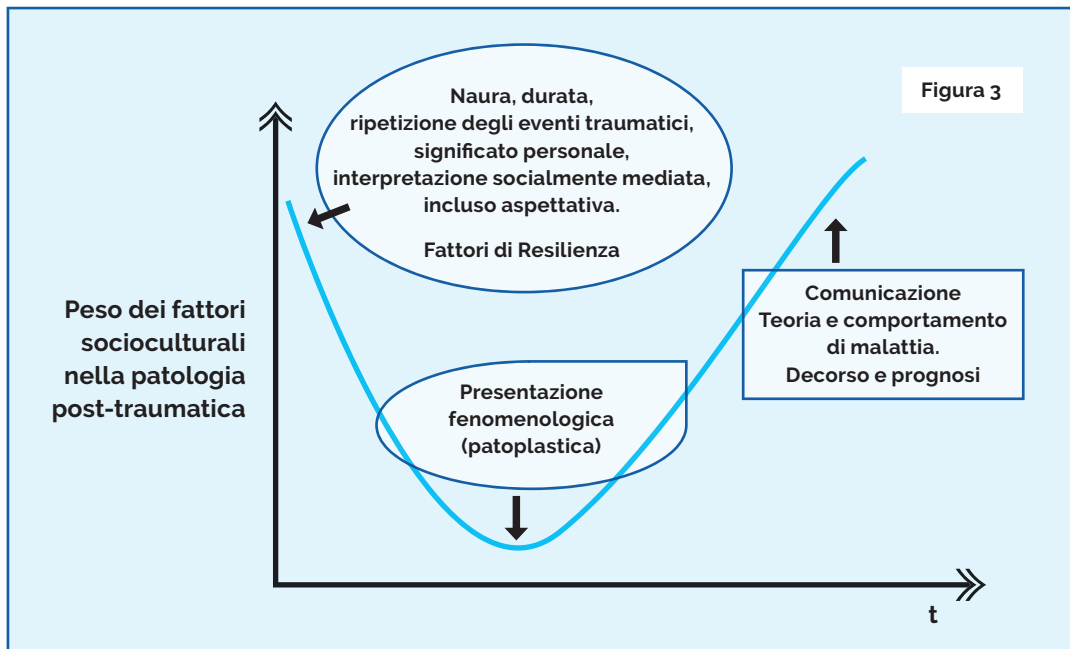 Figura 3
Naura, durata,
ripetizione degli eventi traumatici,
significato personale,
interpretazione socialmente mediata,
incluso aspettativa.
Fattori di Resilienza
Peso dei fattori
socioculturali
nella patologia
post-traumatica
Presentazione
fenomenologica
(patoplastica)
Comunicazione
Teoria e comportamento
di malattia.
Decorso e prognosi
t